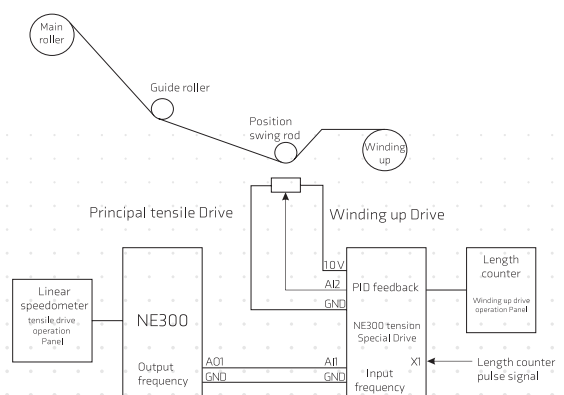 Main
roller
Guide roller
Position
swing rod
Winding
up
Principal tensile Drive
Winding up Drive
10V
AI2
GND
PID feedback
Length
counter
Winding up drive
operation Panel
Linear
speedometer
tensile drive
operation
Panel
NE300
NE300 tension
Special Drive
Output
frequency
AO1
GND
AI1
GND
Input
frequency
X1
Length counter
pulse signal